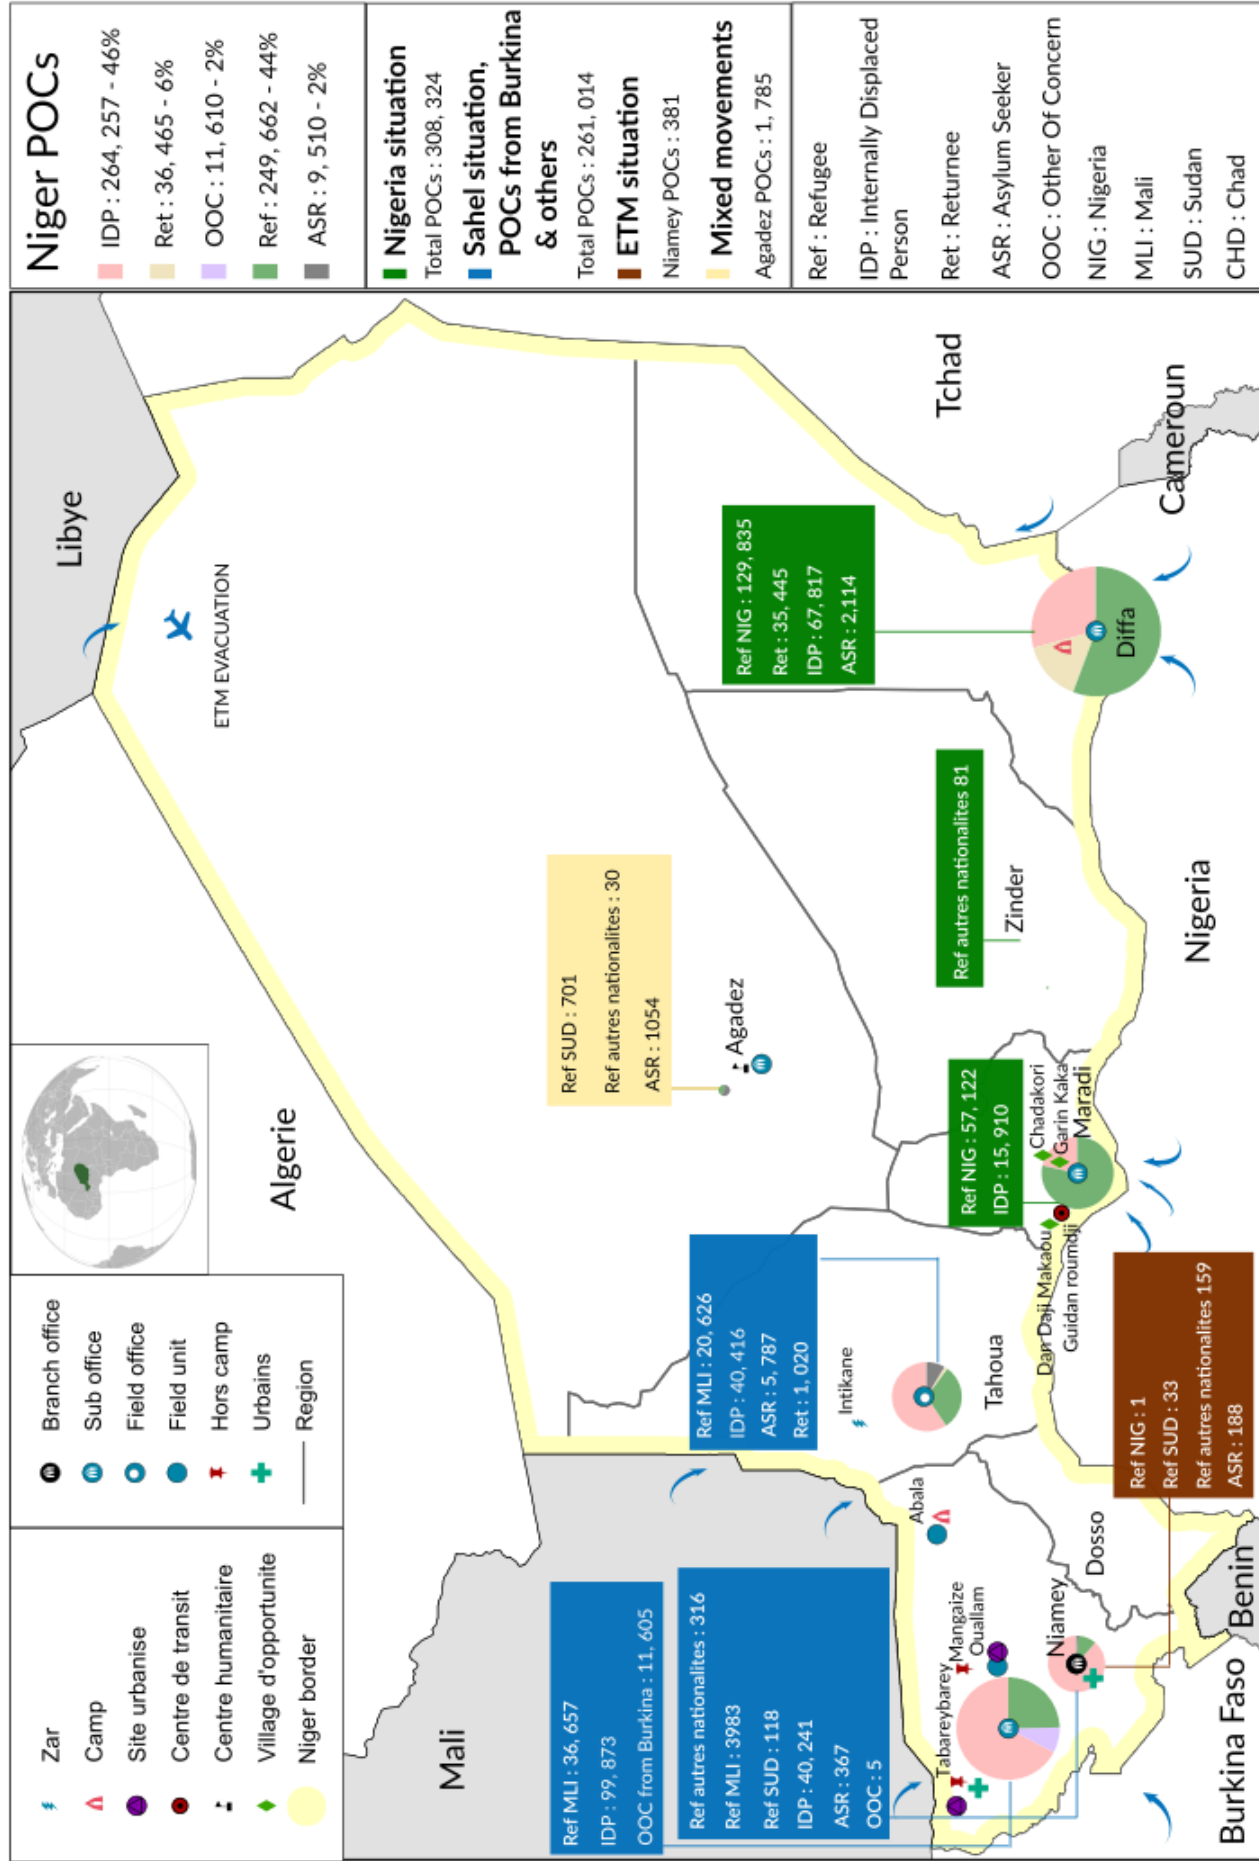 Niger POCs
IDP : 264, 257 - 46%
Ret : 36, 465 - 6%
OOC : 11, 610 - 2%
Ref : 249, 662 - 44%
ASR : 9, 510 - 2%
Nigeria situation
Total POCs : 308, 324
Sahel situation,
POCs from Burkina
& others
Total POCs : 261, 014
ETM situation
Niamey POCs : 381
Mixed movements
Agadez POCs : 1, 785
Ref : Refugee
IDP : Internally Displaced
Person
Ret : Returnee
ASR : Asylum Seeker
OOC : Other Of Concern
NIG : Nigeria
MLI : Mali
SUD : Sudan
CHD : Chad
Zar
Camp
Site urbanise
Centre de transit
Centre humanitaire
Village d'opportunite
Niger border
Branch office
Sub office
Field office
Field unit
Hors camp
Urbains
Region
Libye
Algerie
Mali
Tchad
Cameroun
Nigeria
Benin
Burkina Faso
ETM EVACUATION
Ref SUD : 701
Ref autres nationalites : 30
ASR : 1054
Agadez
Ref NIG : 129, 835
Ret : 35, 445
IDP : 67, 817
ASR : 2,114
Diffa
Ref autres nationalites 81
Zinder
Ref NIG : 57, 122
IDP : 15, 910
Chadakori
Garin Kaka
Maradi
Dan Daji Makaou
Guidan roumdji
Ref MLI : 20, 626
IDP : 40, 416
ASR : 5, 787
Ret : 1, 020
Intikane
Tahoua
Abala
Ref MLI : 36, 657
IDP : 99, 873
OOC from Burkina : 11, 605
Ref autres nationalites : 316
Ref MLI : 3983
Ref SUD : 118
IDP : 40, 241
ASR : 367
OOC : 5
Tabareybarey
Mangaize
Ouallam
Niamey
Dosso
Ref NIG : 1
Ref SUD : 33
Ref autres nationalites 159
ASR : 188